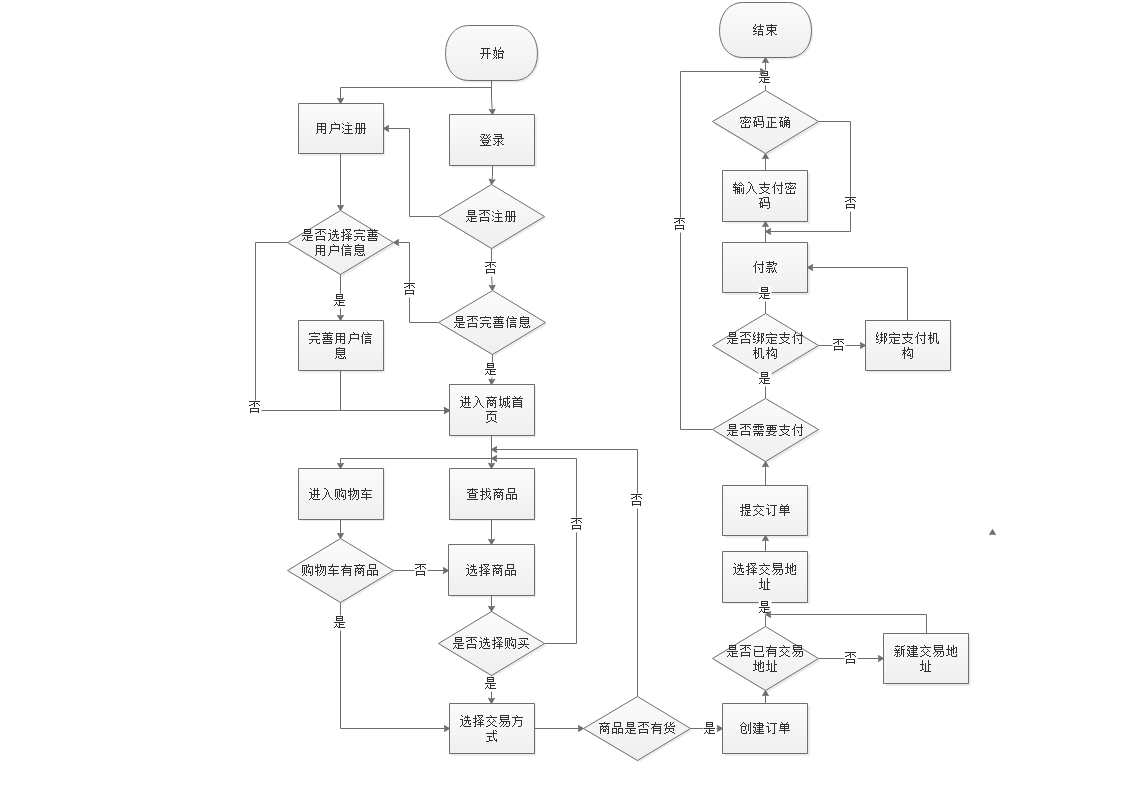 开始
用户注册
登录
是否注册
是否选择完善
用户信息
否
是
否
是否完善信息
完善用户信
息
是
否
进入商城首
页
进入购物车
查找商品
否
否
购物车有商品
否
选择商品
是
是否选择购买
是
选择交易方
式
商品是否有货
是
创建订单
是否已有交易
地址
否
新建交易地
址
是
选择交易地
址
提交订单
是否需要支付
否
是
是否绑定支付
机构
否
绑定支付机
构
是
付款
输入支付密
码
否
密码正确
是
结束